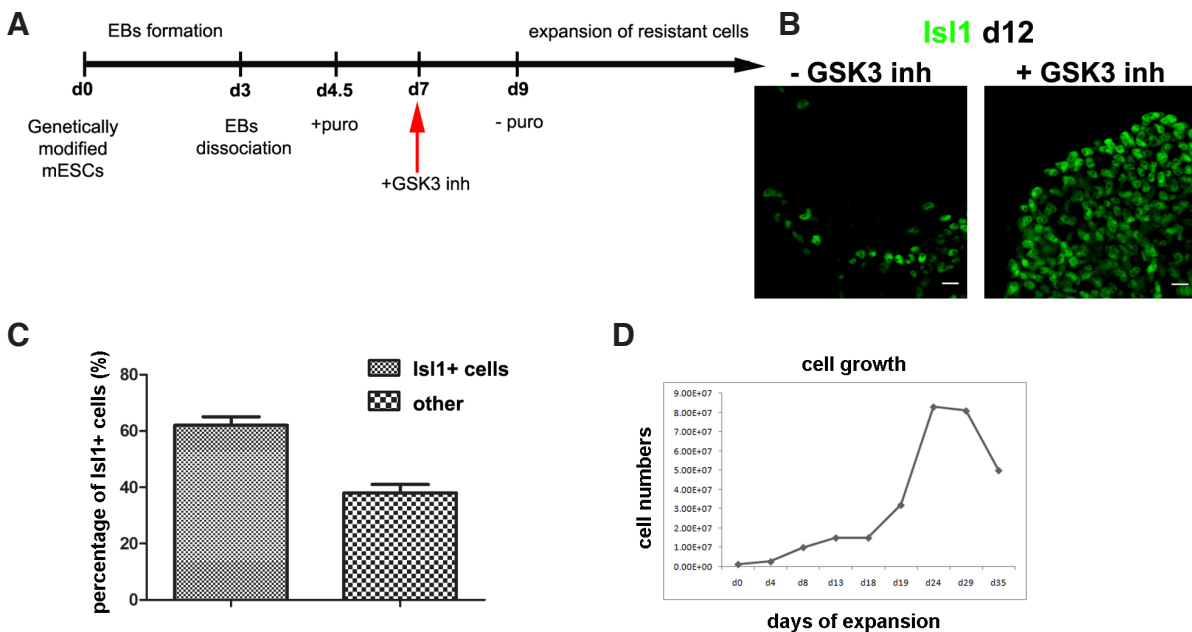 A
EBs formation
expansion of resistant cells
d0
d3
d4.5
d7
d9
Genetically
modified
mESCs
EBs
dissociation
+puro
- puro
+GSK3 inh
B
Isl1 d12
- GSK3 inh
+ GSK3 inh
C
percentage of Isl1+ cells (%)
80
60
40
20
0
Isl1+ cells
other
D
cell growth
cell numbers
9.00E+07
8.00E+07
7.00E+07
6.00E+07
5.00E+07
4.00E+07
3.00E+07
2.00E+07
1.00E+07
0.00E+00
d0 d4 d8 d13 d18 d19 d24 d29 d35
days of expansion